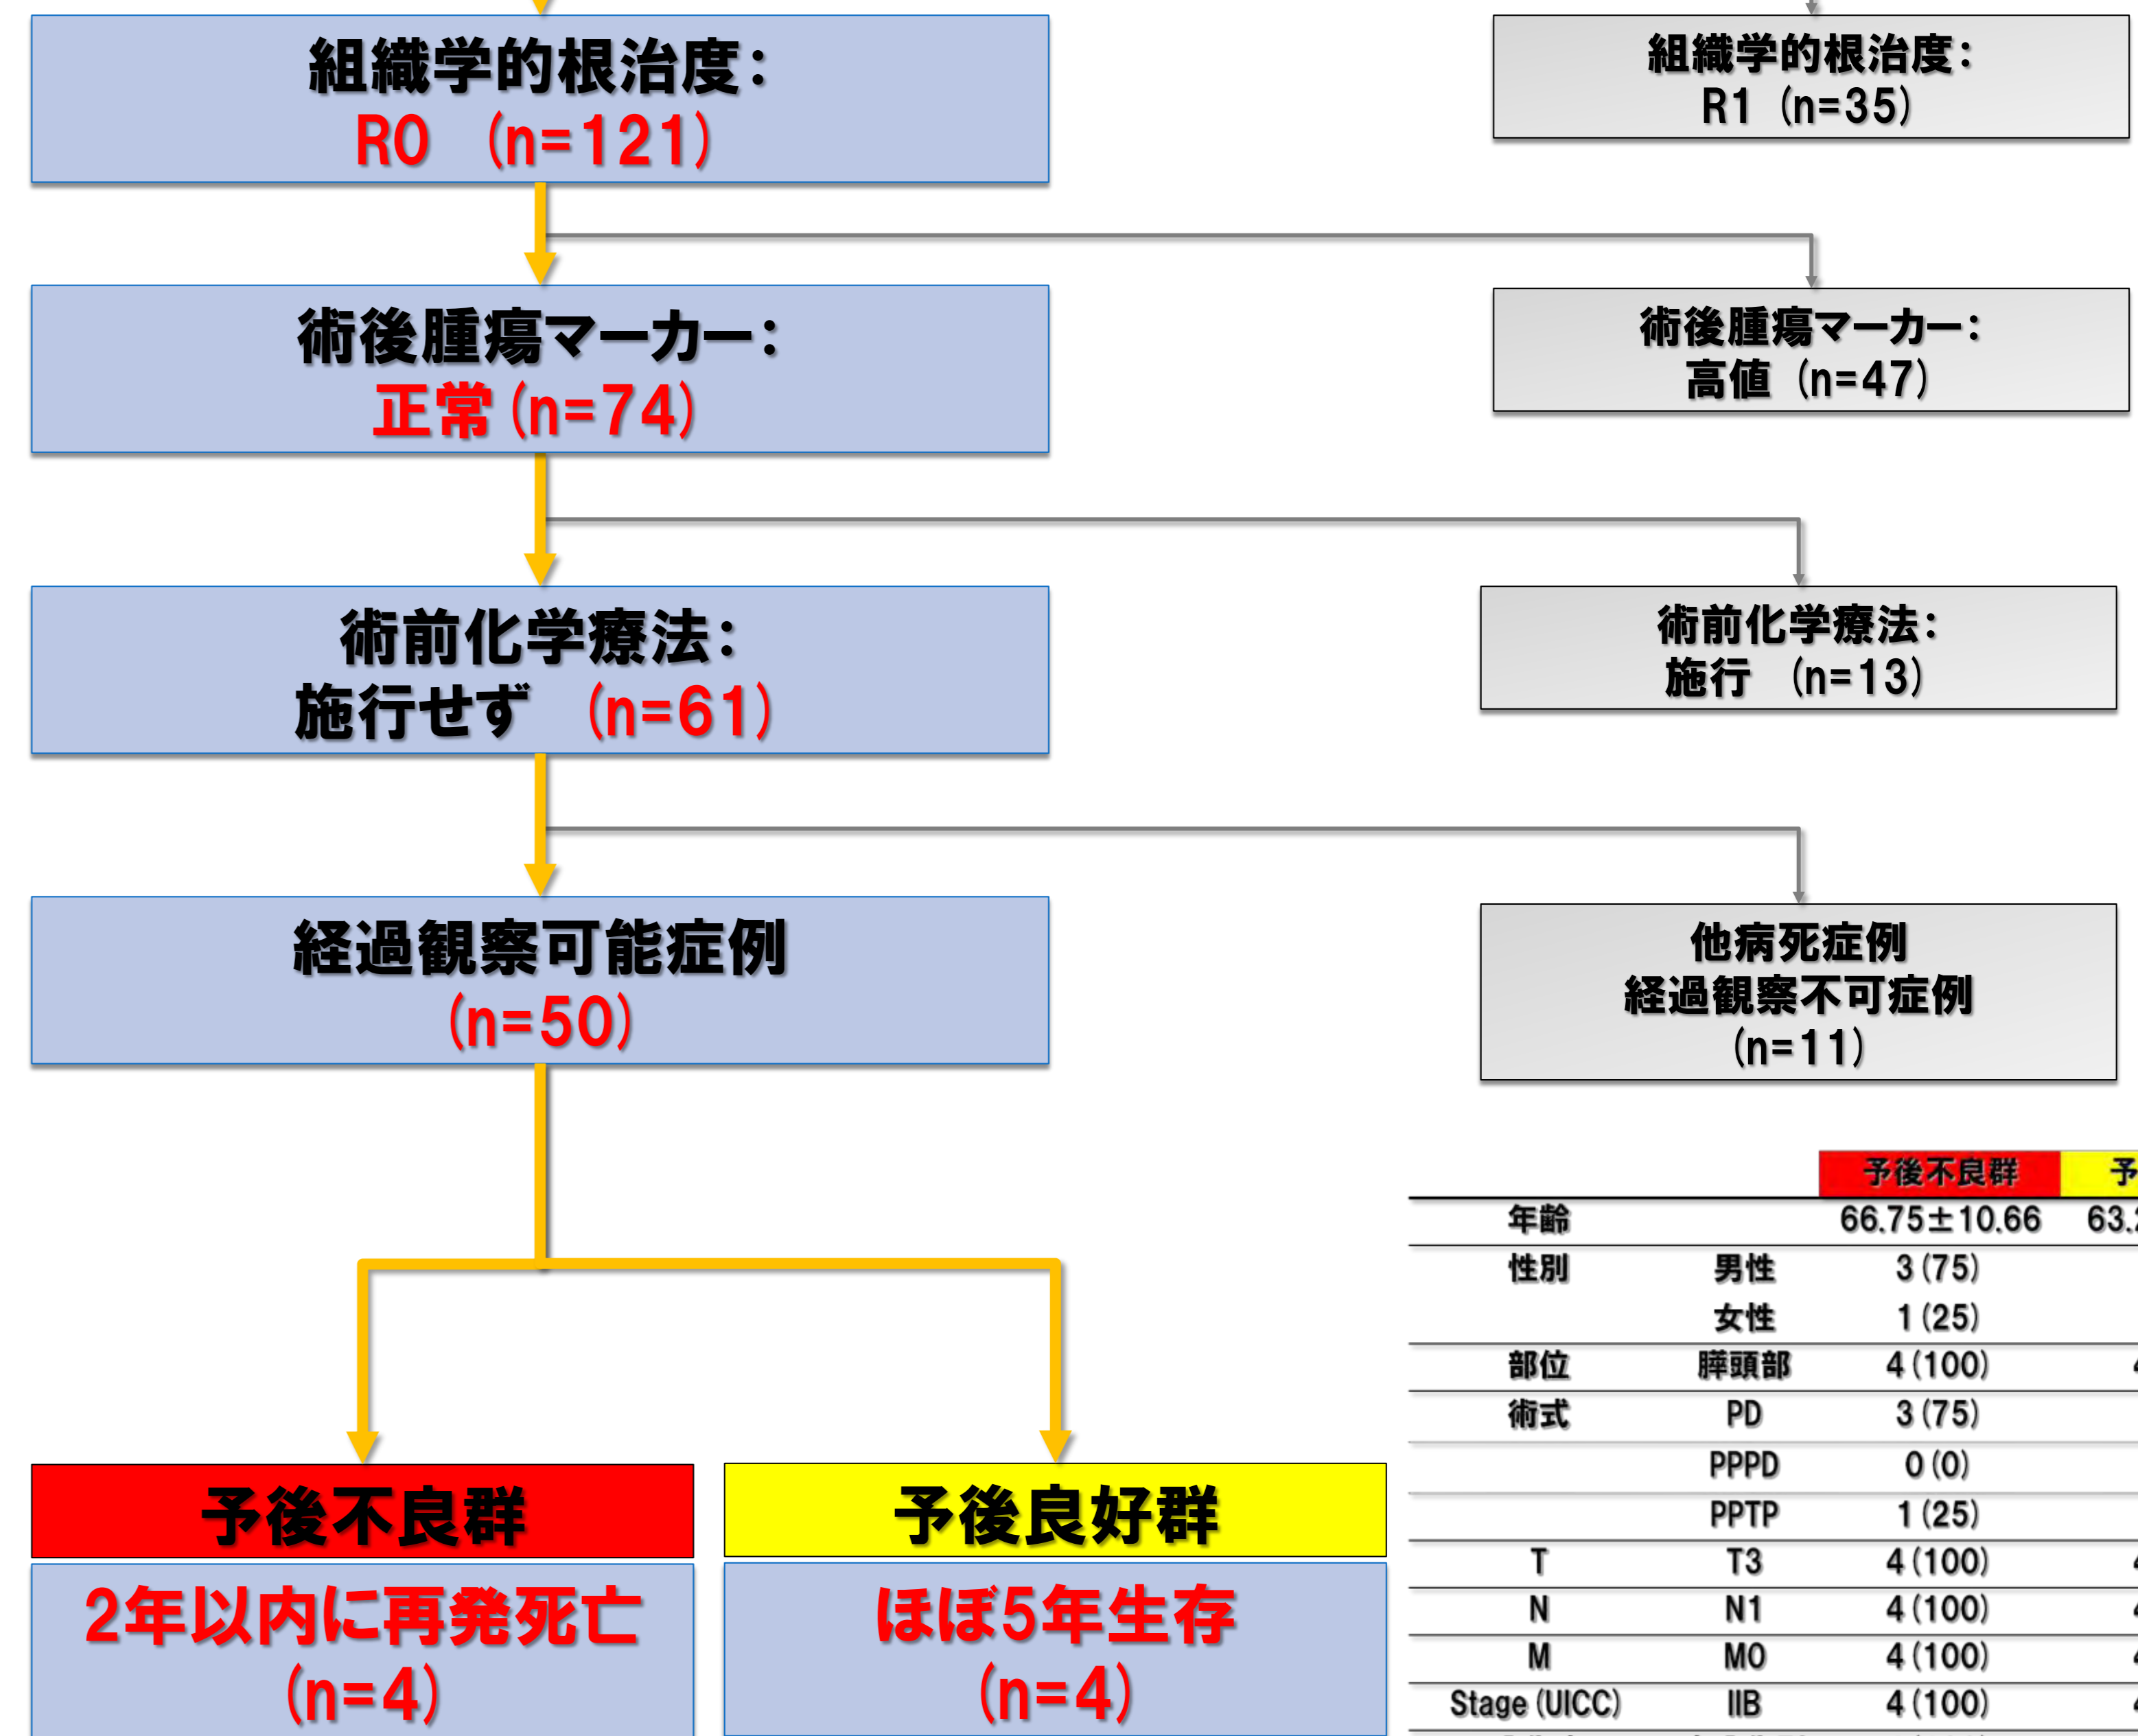 組織学的根治度：
R0　(n=121)
組織学的根治度：
R1 (n=35)
術後腫瘍マーカー：
正常(n=74)
術後腫瘍マーカー：
高値 (n=47)
術前化学療法：
施行せず　(n=61)
術前化学療法：
施行　(n=13)
経過観察可能症例
(n=50)
他病死症例
経過観察不可症例
(n=11)
予後不良群
2年以内に再発死亡
(n=4)
予後良好群
ほぼ5年生存
(n=4)
予後不良群 予
年齢 66.75±10.66 63.
性別 男性 3(75)
女性 1(25)
部位 膵頭部 4(100)
術式 PD 3(75)
PPPD 0(0)
PPTP 1(25)
T T3 4(100)
N N1 4(100)
M M0 4(100)
Stage(UICC) IIB 4(100)